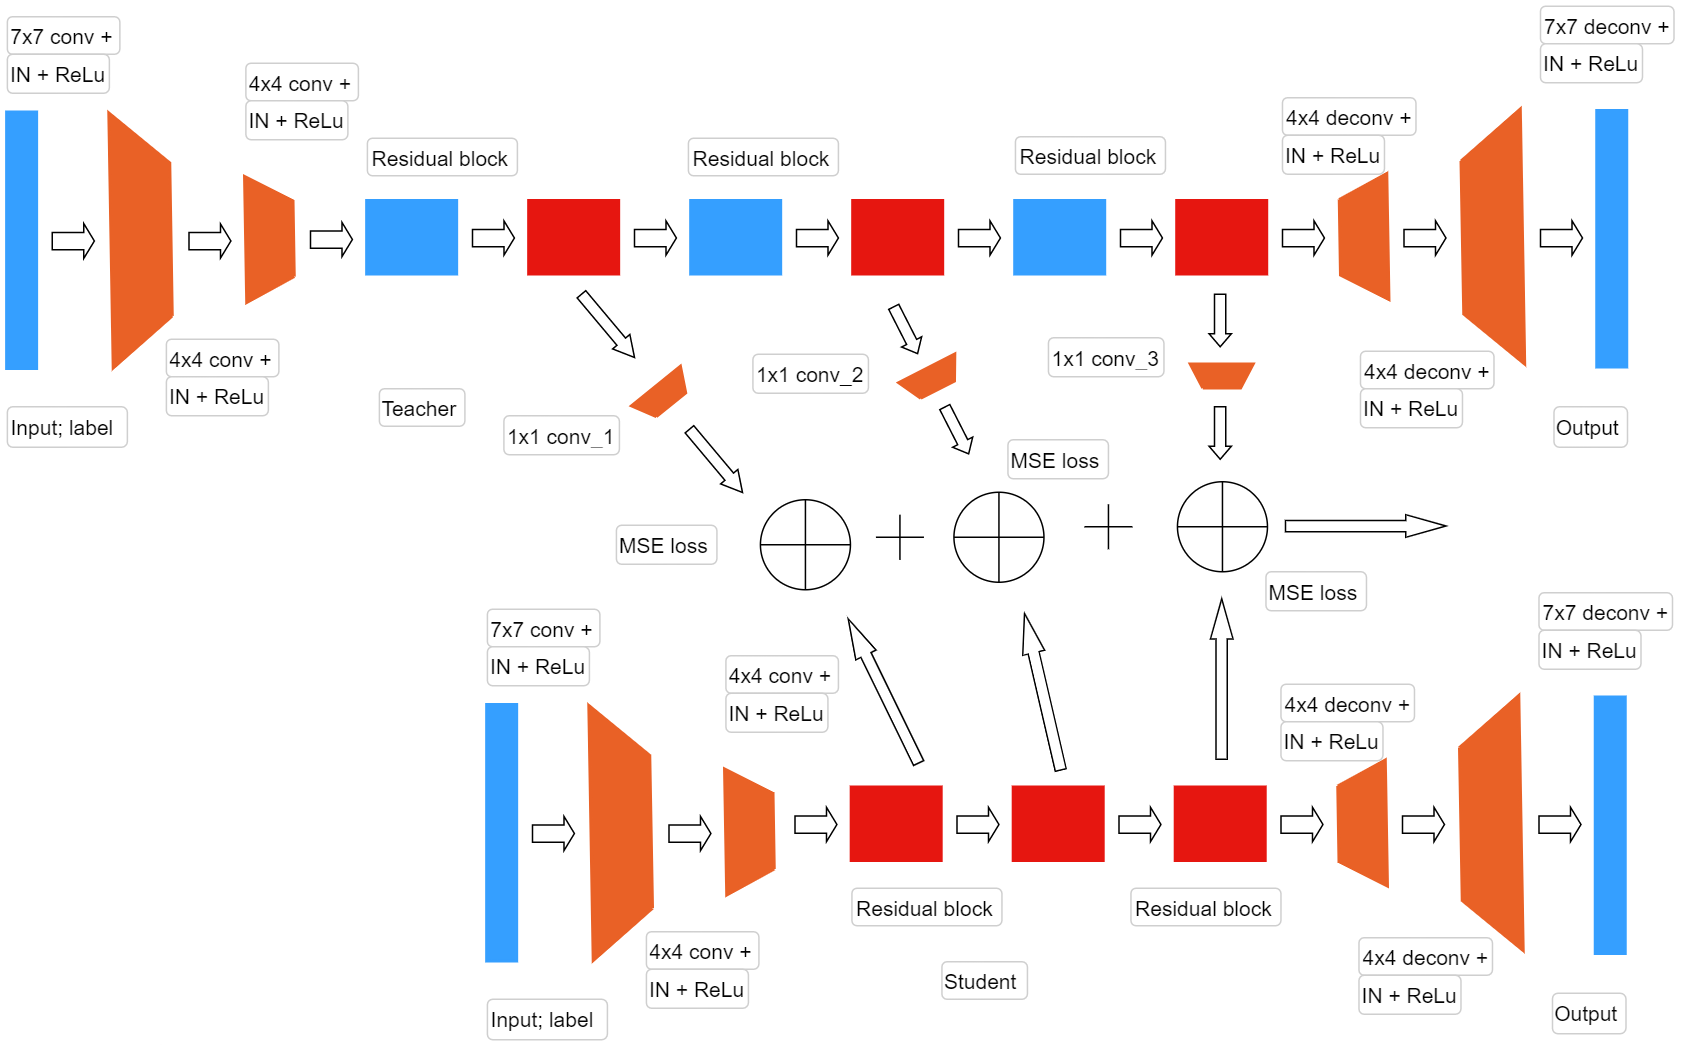 7x7 conv +
IN + ReLu
4x4 conv +
IN + ReLu
Residual block
Residual block
Residual block
4x4 deconv +
IN + ReLu
7x7 deconv +
IN + ReLu
4x4 conv +
IN + ReLu
Input; label
Teacher
1x1 conv_1
1x1 conv_2
1x1 conv_3
4x4 deconv +
IN + ReLu
Output
MSE loss
MSE loss
MSE loss
7x7 conv +
IN + ReLu
4x4 conv +
IN + ReLu
4x4 deconv +
IN + ReLu
7x7 deconv +
IN + ReLu
4x4 conv +
IN + ReLu
Input; label
Residual block
Residual block
Student
4x4 deconv +
IN + ReLu
Output